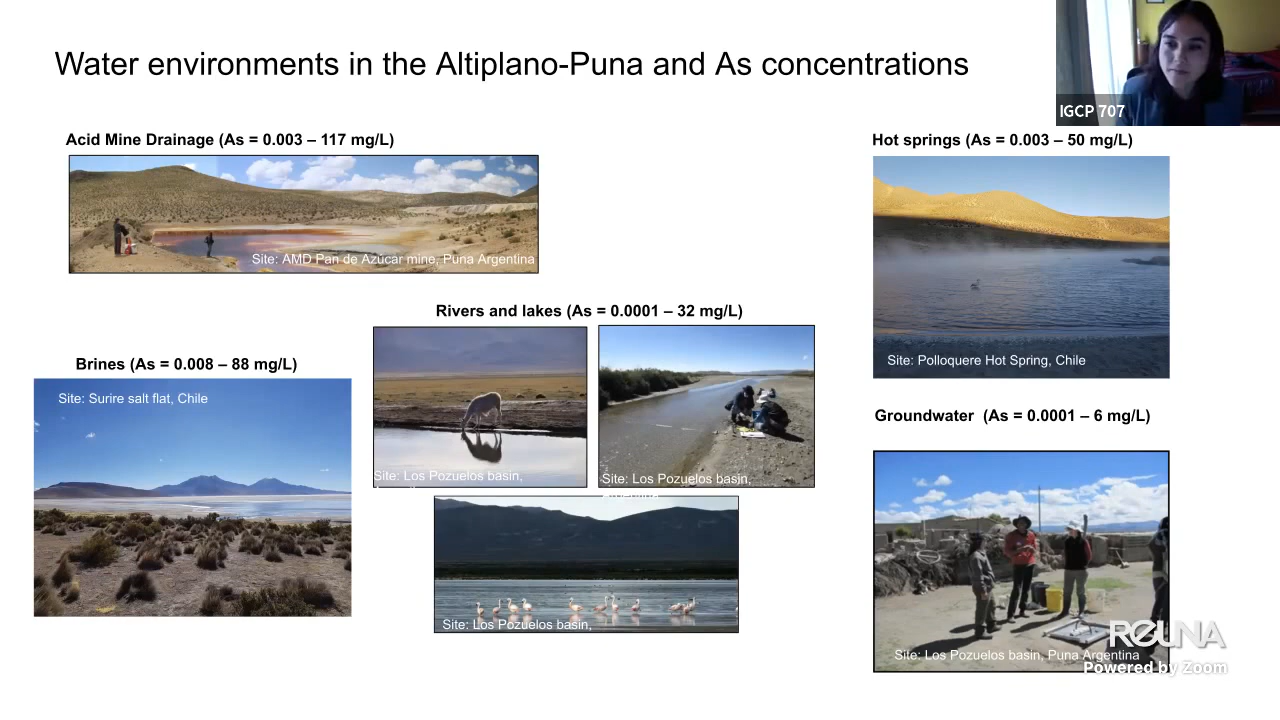 Water environments in the Altiplano-Puna and As concentrations
IGCP 707
Acid Mine Drainage (As = 0.003 – 117 mg/L)
Site: AMD Pan de Azúcar mine, Puna Argentina
Hot springs (As = 0.003 – 50 mg/L)
Site: Polloquere Hot Spring, Chile
Rivers and lakes (As = 0.0001 – 32 mg/L)
Site: Los Pozuelos basin,
Site: Los Pozuelos basin,
Site: Los Pozuelos basin,
Brines (As = 0.008 – 88 mg/L)
Site: Surire salt flat, Chile
Groundwater (As = 0.0001 – 6 mg/L)
Site: Los Pozuelos basin, Puna Argentina
REUNA
Powered by Zoom